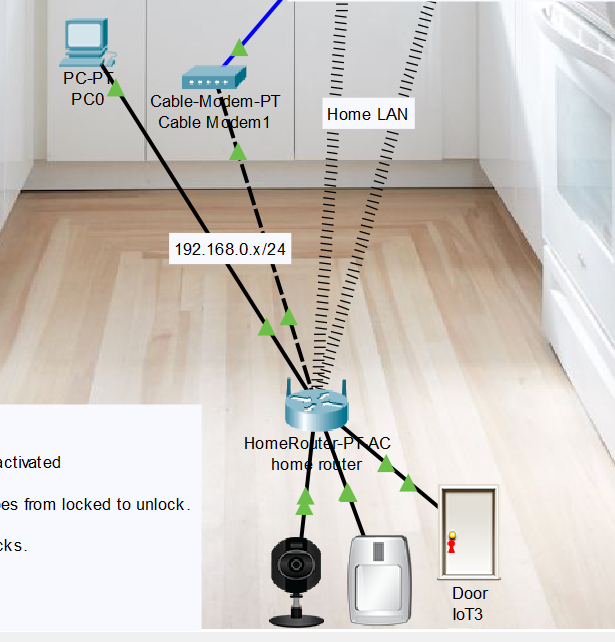 PC-PT
PC0
Cable-Modem-PT
Cable Modem1
Home LAN
192.168.0.x/24
HomeRouter-PT-AC
home router
activated
es from locked to unlock.
cks.
Door
IoT3